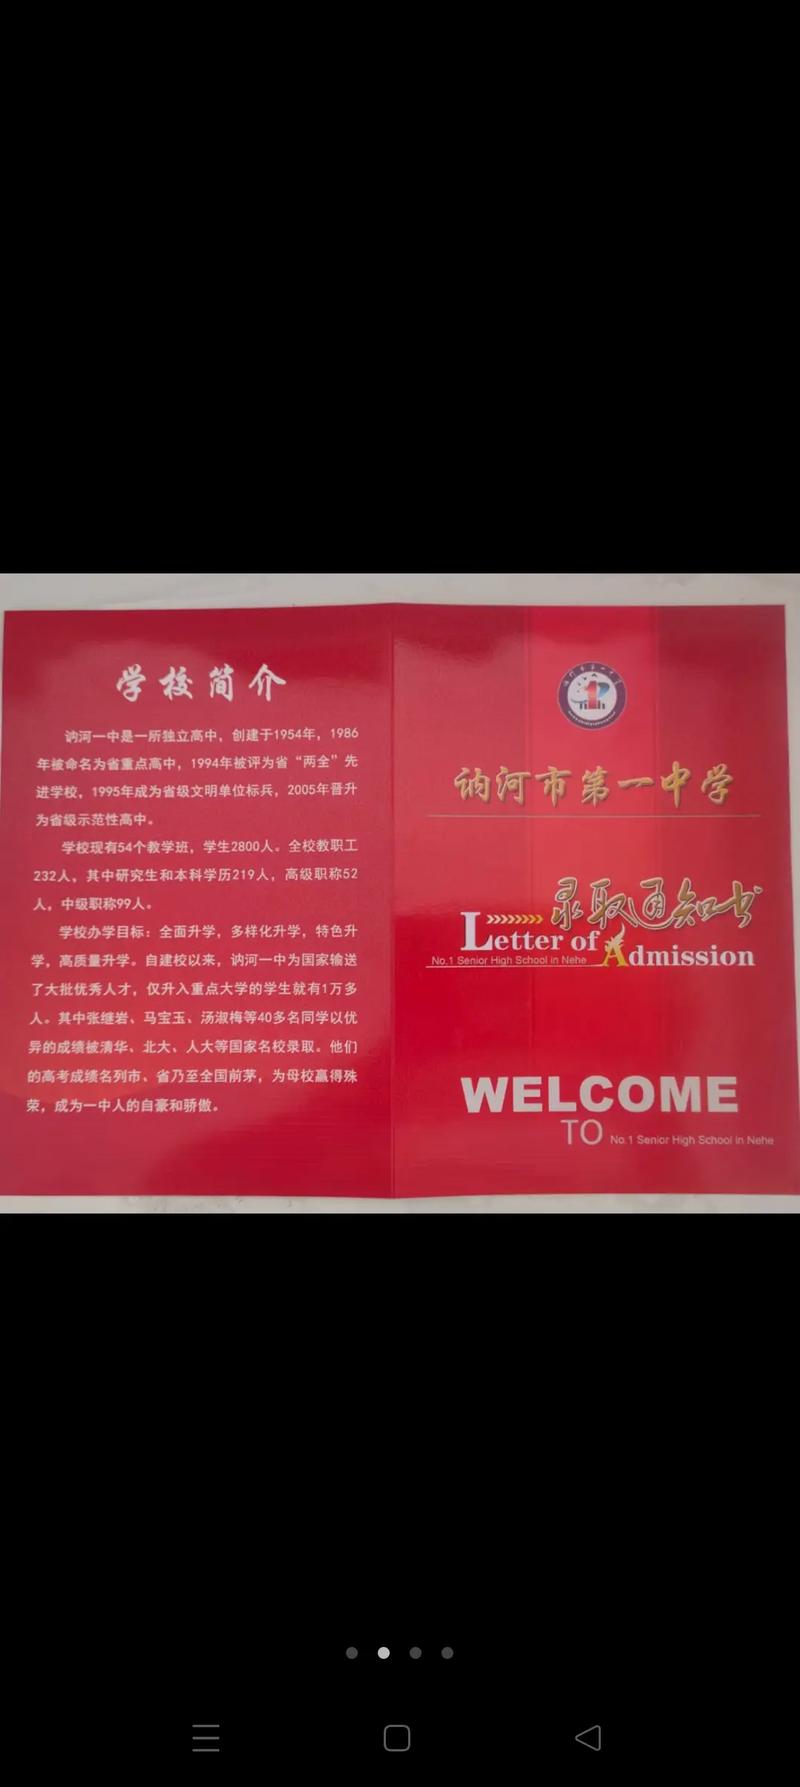 学校简介
讷河一中是一所独立高中，创建于1954年，1986
年被命名为省重点高中，1994年被评为省“两全”先
进学校，1995年成为省级文明单位标兵，2005年晋升
为省级示范性高中。
学校现有54个教学班，学生2800人。全校教职工
232人，其中研究生和本科学历219人，高级职称52
人，中级职称99人。
学校办学目标：全面升学，多样化升学，特色升
学，高质量升学。自建校以来，讷河一中为国家输送
了大批优秀人才，仅升入重点大学的学生就有1万多
人。其中张继岩、马宝玉、汤淑梅等40多名同学以优
异的成绩被清华、北大、人大等国家名校录取。他们
的高考成绩名列市、省乃至全国前茅，为母校赢得殊
荣，成为一中人的自豪和骄傲。
讷河市第一中学
录取通知书
Letter of Admission
No.1 Senior High School in Nehe
WELCOME
TO No.1 Senior High School in Nehe